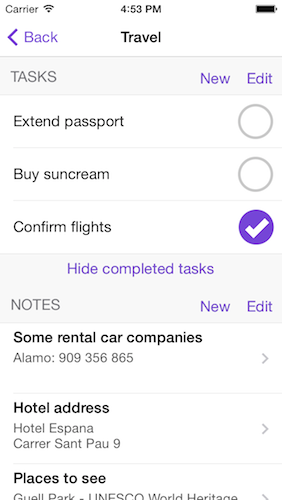 Carrier 4:53 PM
Back Travel
TASKS New Edit
Extend passport
Buy suncream
Confirm flights
Hide completed tasks
NOTES New Edit
Some rental car companies
Alamo: 909 356 865
Hotel address
Hotel Espana
Carrer Sant Pau 9
Places to see
Guell Park - UNESCO World Heritage